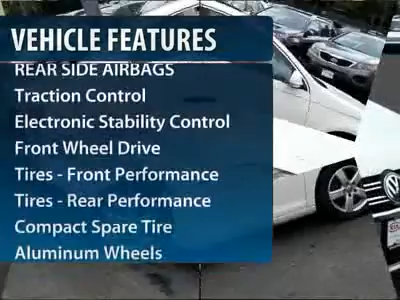 VEHICLE FEATURES
REAR SIDE AIRBAGS
Traction Control
Electronic Stability Control
Front Wheel Drive
Tires - Front Performance
Tires - Rear Performance
Compact Spare Tire
Aluminum Wheels